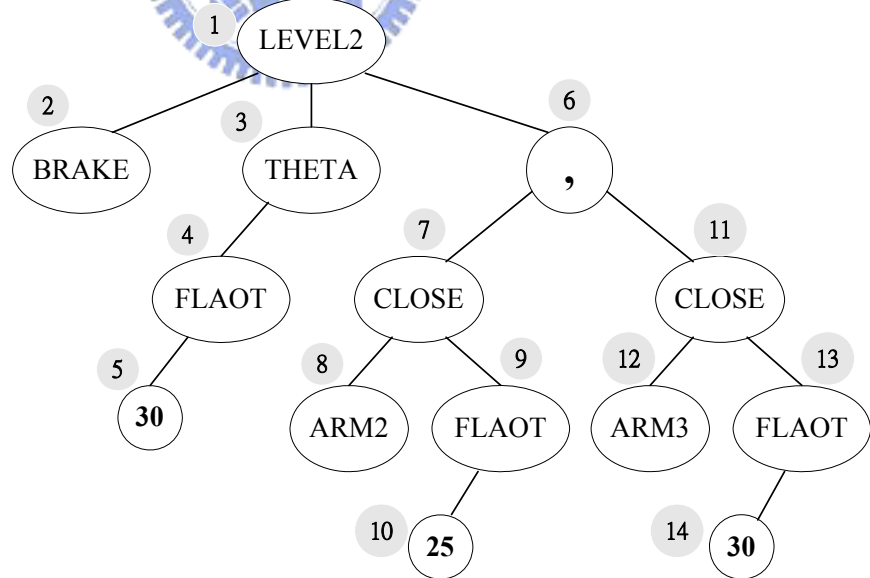 1
LEVEL2
2
BRAKE
3
THETA
4
FLAOT
5
30
6
,
7
CLOSE
8
ARM2
9
FLAOT
10
25
11
CLOSE
12
ARM3
13
FLAOT
14
30